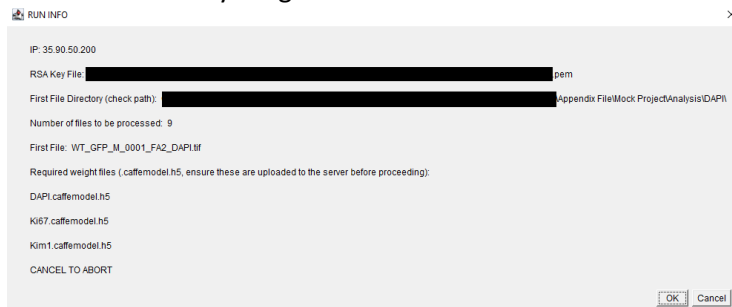 RUN INFO
IP: 35.90.50.200
RSA Key File: .pem
First File Directory (check path): \Appendix File\Mock Project\Analysis\DAPI\
Number of files to be processed: 9
First File: WT_GFP_M_0001_FA2_DAPI.tif
Required weight files (.caffemodel.h5, ensure these are uploaded to the server before proceeding):
DAPI.caffemodel.h5
Ki67.caffemodel.h5
Kim1.caffemodel.h5
CANCEL TO ABORT
OK Cancel